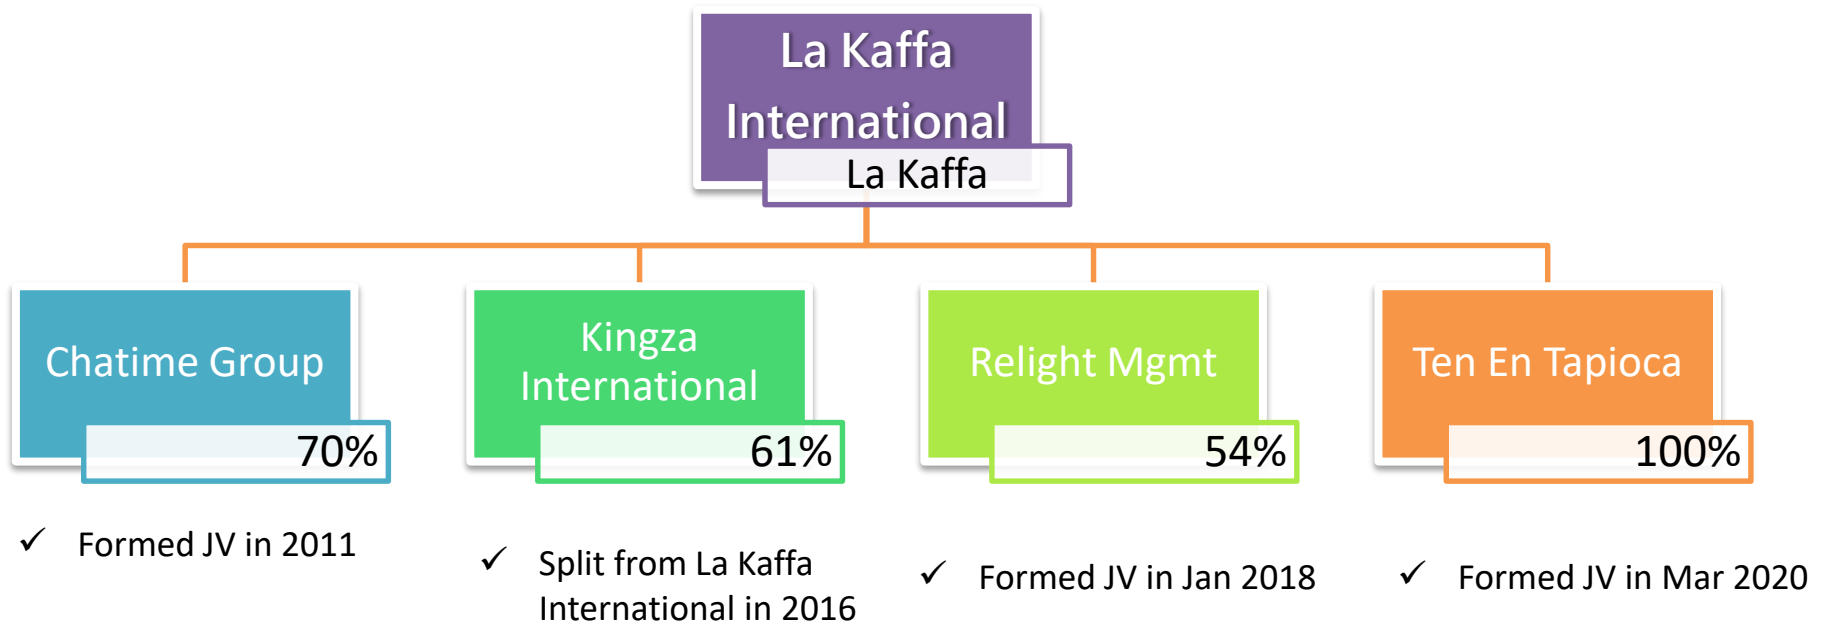 La Kaffa
International
La Kaffa
Chatime Group
70%
Kingza
International
61%
Relight Mgmt
54%
Ten En Tapioca
100%
✓ Formed JV in 2011
✓ Split from La Kaffa
International in 2016
✓ Formed JV in Jan 2018
✓ Formed JV in Mar 2020